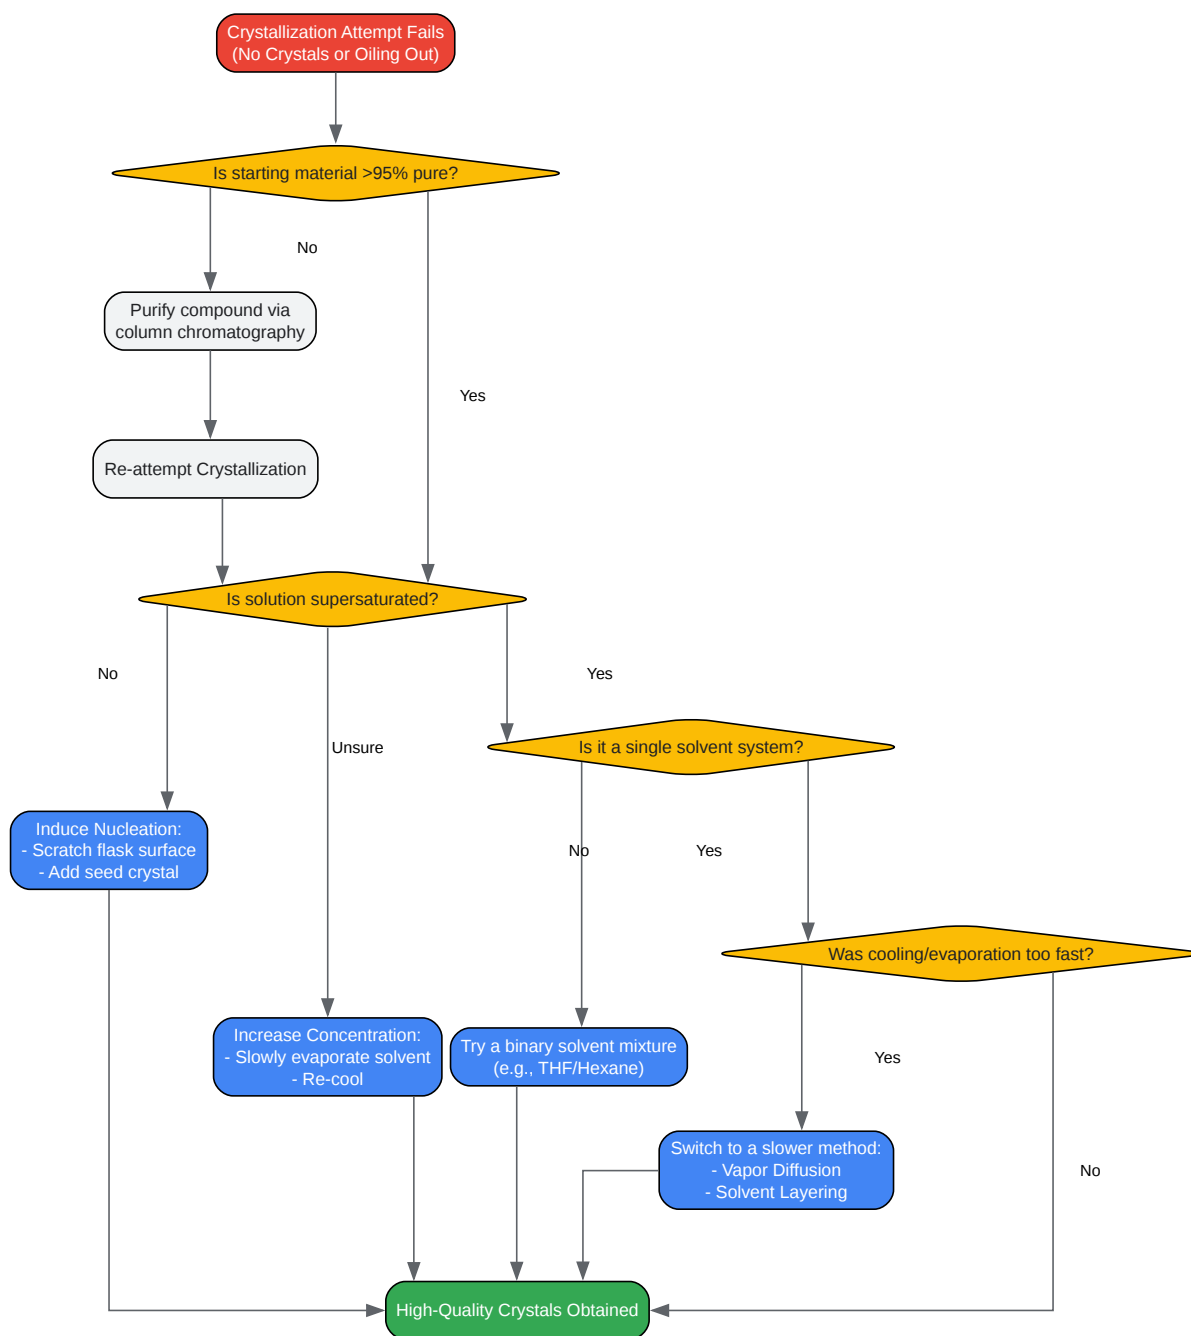 Crystallization Attempt Fails
(No Crystals or Oiling Out)
Is starting material >95% pure?
No
Purify compound via
column chromatography
Yes
Re-attempt Crystallization
Is solution supersaturated?
No
Yes
Unsure
Is it a single solvent system?
Induce Nucleation:
- Scratch flask surface
- Add seed crystal
No
Yes
Was cooling/evaporation too fast?
Increase Concentration:
- Slowly evaporate solvent
- Re-cool
Try a binary solvent mixture
(e.g., THF/Hexane)
Yes
Switch to a slower method:
- Vapor Diffusion
- Solvent Layering
No
High-Quality Crystals Obtained